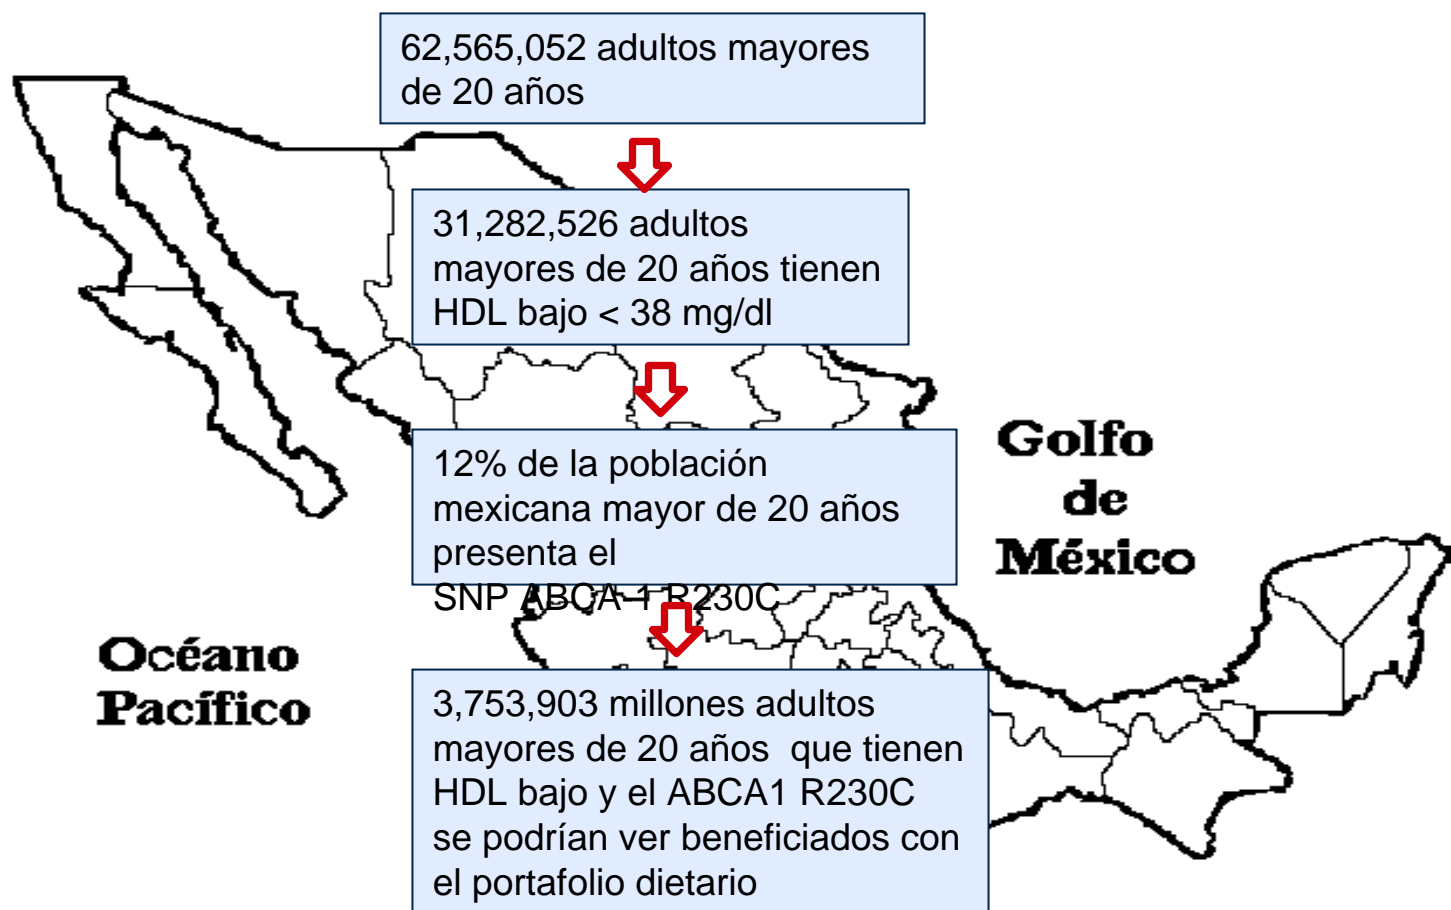 62,565,052 adultos mayores
de 20 años
31,282,526 adultos
mayores de 20 años tienen
HDL bajo < 38 mg/dl
12% de la población
mexicana mayor de 20 años
presenta el
SNP ABCA-1 R230C
3,753,903 millones adultos
mayores de 20 años  que tienen
HDL bajo y el ABCA1 R230C
se podrían ver beneficiados con
el portafolio dietario
Golfo
de
México
Océano
Pacífico